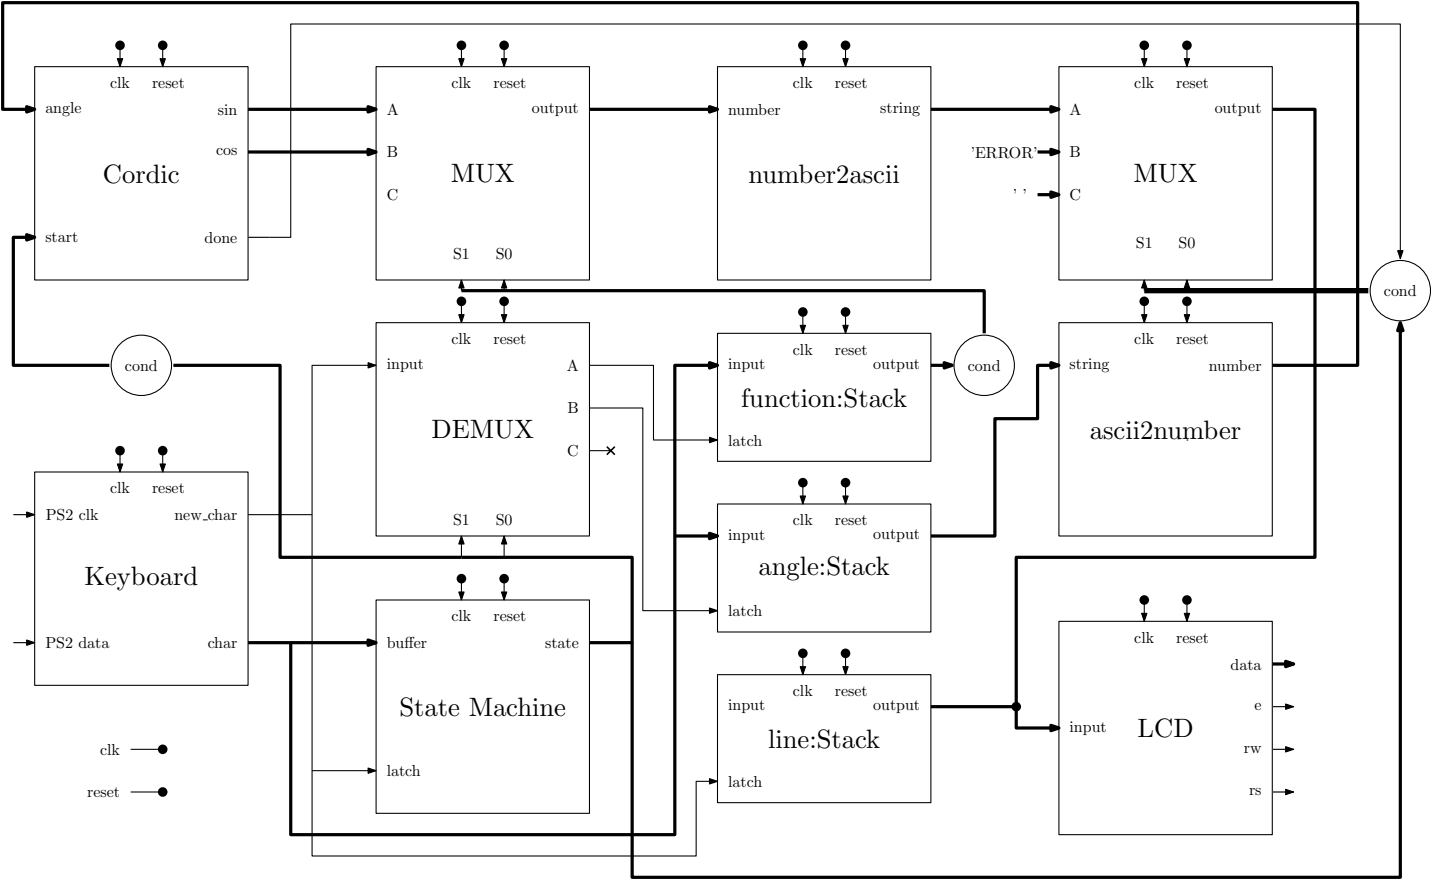 clk reset
angle sin
cos
Cordic
start done
clk reset
A output
B
MUX
C
S1 S0
clk reset
number string
number2ascii
clk reset
A output
'ERROR' B
MUX
' ' C
S1 S0
cond
cond
clk reset
input A
B
DEMUX
C
S1 S0
clk reset
input output
function:Stack
latch
cond
clk reset
string number
ascii2number
clk reset
PS2 clk new_char
Keyboard
PS2 data char
clk reset
input output
angle:Stack
latch
clk reset
buffer state
State Machine
latch
clk reset
input output
line:Stack
latch
clk reset
data
e
input LCD
rw
rs
clk
reset